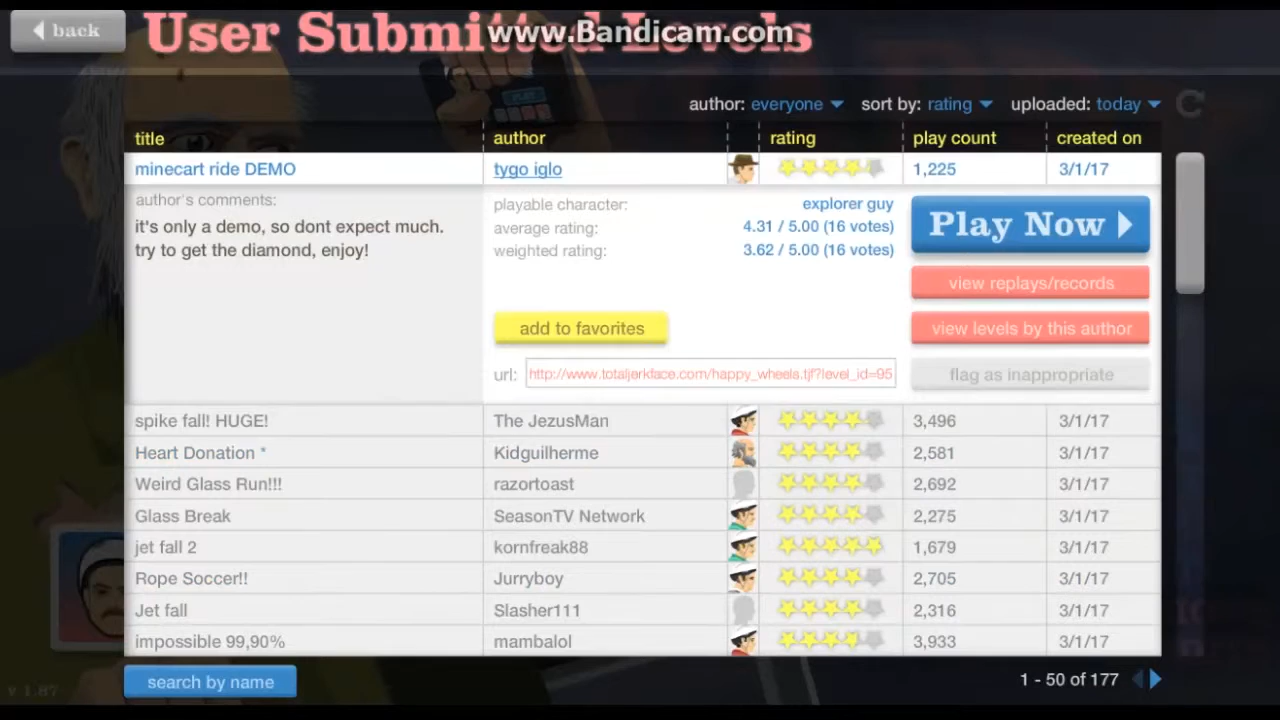 back
User Submitted Levels
www.Bandicam.com
author: everyone sort by: rating uploaded: today
title author rating play count created on
minecart ride DEMO tygo iglo 1,225 3/1/17
author's comments:
it's only a demo, so dont expect much.
try to get the diamond, enjoy!
playable character: explorer guy
average rating: 4.31 / 5.00 (16 votes)
weighted rating: 3.62 / 5.00 (16 votes)
Play Now
view replays/records
add to favorites
view levels by this author
url: http://www.totaljerkface.com/happy_wheels.tjf?level_id=95
flag as inappropriate
spike fall! HUGE! The JezusMan 3,496 3/1/17
Heart Donation * Kidguilherme 2,581 3/1/17
Weird Glass Run!!! razortoast 2,692 3/1/17
Glass Break SeasonTV Network 2,275 3/1/17
jet fall 2 kornfreak88 1,679 3/1/17
Rope Soccer!! Jurryboy 2,705 3/1/17
Jet fall Slasher111 2,316 3/1/17
impossible 99,90% mambalol 3,933 3/1/17
search by name
1 - 50 of 177
v 1.87